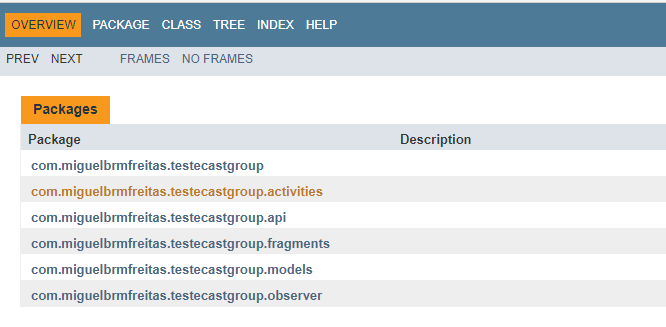 OVERVIEW PACKAGE CLASS TREE INDEX HELP
PREV NEXT FRAMES NO FRAMES
Packages
Package Description
com.miguelbrmfreitas.testecastgroup
com.miguelbrmfreitas.testecastgroup.activities
com.miguelbrmfreitas.testecastgroup.api
com.miguelbrmfreitas.testecastgroup.fragments
com.miguelbrmfreitas.testecastgroup.models
com.miguelbrmfreitas.testecastgroup.observer